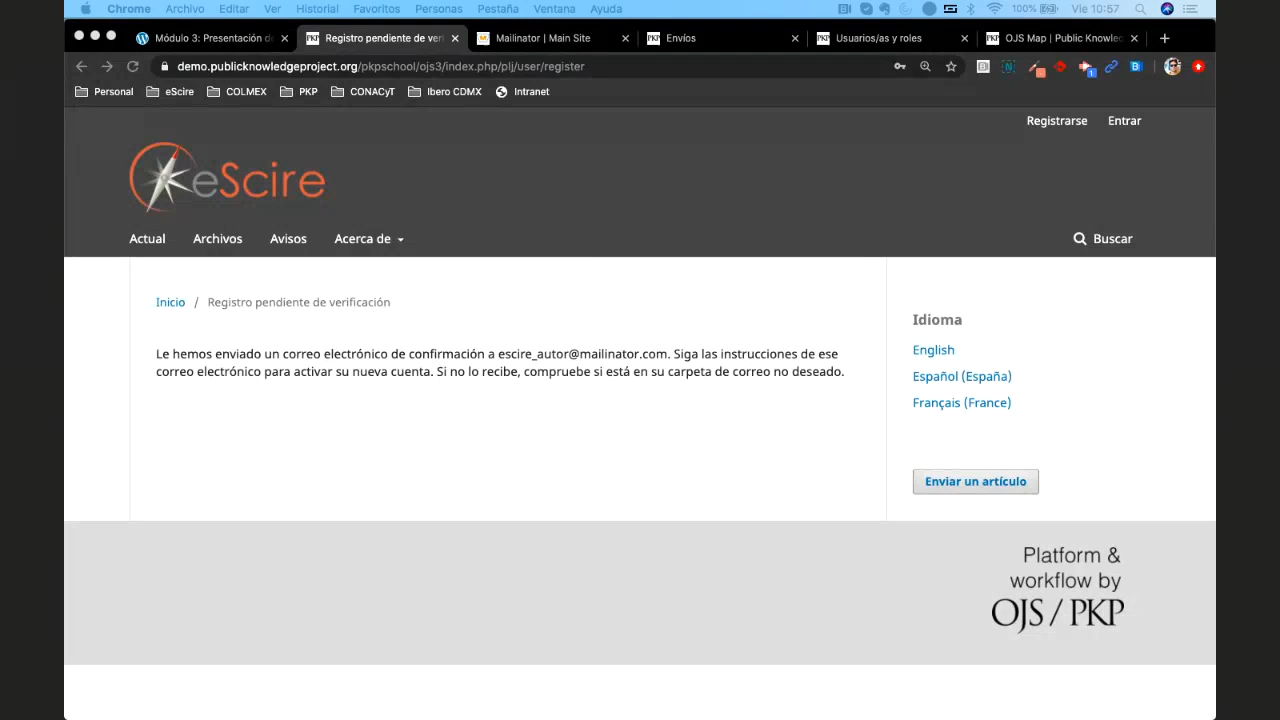 Chrome Archivo Editar Ver Historial Favoritos Personas Pestaña Ventana Ayuda 100% Vie 10:57
Módulo 3: Presentación de Registro pendiente de veri Mailinator | Main Site Envíos Usuarios/as y roles OJS Map | Public Knowled
demo.publicknowledgeproject.org/pkpschool/ojs3/index.php/plj/user/register
Personal eScire COLMEX PKP CONACyT Ibero CDMX Intranet
Registrarse Entrar
eScire
Actual Archivos Avisos Acerca de Buscar
Inicio / Registro pendiente de verificación
Le hemos enviado un correo electrónico de confirmación a escire_autor@mailinator.com. Siga las instrucciones de ese
correo electrónico para activar su nueva cuenta. Si no lo recibe, compruebe si está en su carpeta de correo no deseado.
Idioma
English
Español (España)
Français (France)
Enviar un artículo
Platform &
workflow by
OJS / PKP